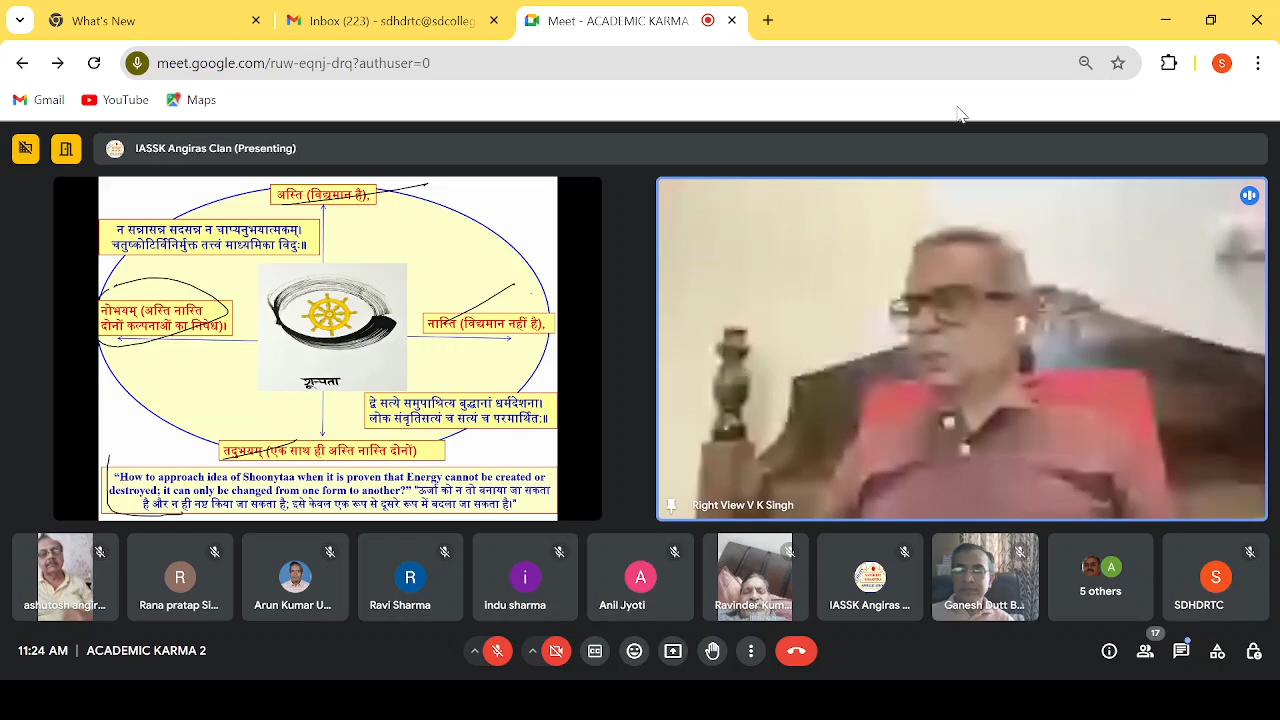 What's New
Inbox (223) - sdhdrtc@sdcolleg
Meet - ACADEMIC KARMA 2
meet.google.com/ruw-eqnj-drq?authuser=0
S
Gmail
YouTube
Maps
IASSK Angiras Clan (Presenting)
अस्ति (विद्यमान है),
न सन्नासन्न सदसन्न न चाप्यनुभयात्मकम्।
चतुष्कोटिर्विनिर्मुक्त तत्त्वं माध्यमिका विदुः॥
नोभयम् (अस्ति नास्ति
दोनों कल्पनाओं का निषेध)।
नास्ति (विद्यमान नहीं है),
शून्यता
द्वे सत्ये समुपाश्रित्य बुद्धानां धर्मदेशना।
लोक संवृतिसत्यं च सत्यं च परमार्थितः॥
तदुभयम् (एक साथ ही अस्ति नास्ति दोनों)
“How to approach idea of Shoonytaa when it is proven that Energy cannot be created or
destroyed; it can only be changed from one form to another?” "ऊर्जा को न तो बनाया जा सकता
है और न ही नष्ट किया जा सकता है; इसे केवल एक रूप से दूसरे रूप में बदला जा सकता है।"
Right View V K Singh
ashutosh angir...
R
Rana pratap Si...
Arun Kumar U...
R
Ravi Sharma
i
indu sharma
A
Anil Jyoti
Ravinder Kum...
IASSK Angiras ...
Ganesh Dutt B...
A
5 others
S
SDHDRTC
11:24 AM | ACADEMIC KARMA 2
17